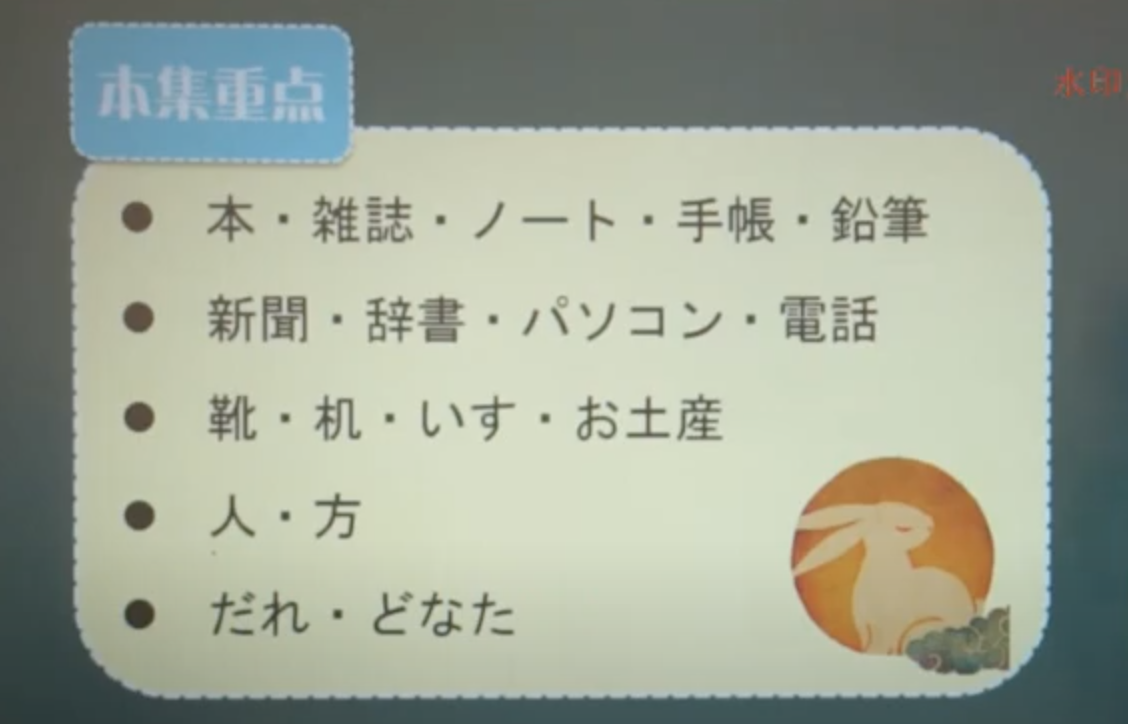 本集重点
水印
● 本・雑誌・ノート・手帳・鉛筆
● 新聞・辞書・パソコン・電話
● 靴・机・いす・お土産
● 人・方
● だれ・どなた